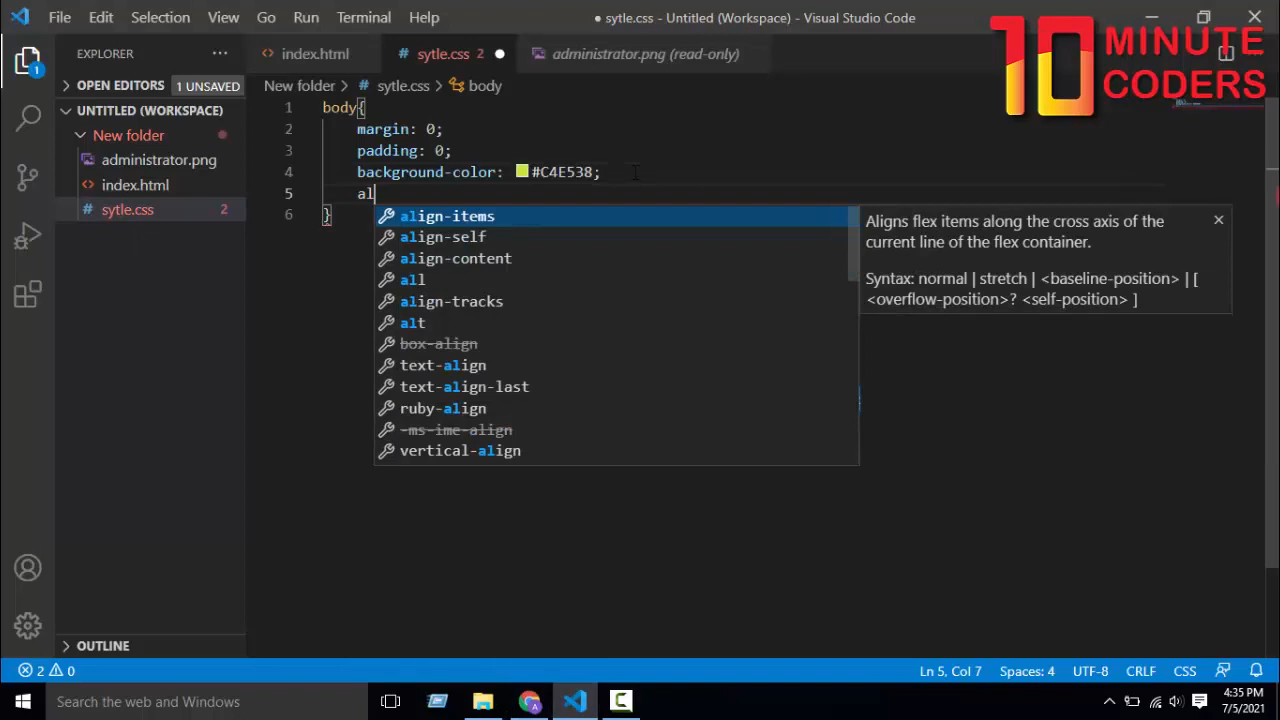 File Edit Selection View Go Run Terminal Help ● sytle.css - Untitled (Workspace) - Visual Studio Code
10 MINUTE CODERS
EXPLORER ···
index.html # sytle.css 2 ● administrator.png (read-only)
OPEN EDITORS 1 UNSAVED
New folder > # sytle.css > body
UNTITLED (WORKSPACE)
New folder
administrator.png
index.html
# sytle.css 2
1 body{
2 margin: 0;
3 padding: 0;
4 background-color: #C4E538;
5 al
6 }
align-items
align-self
align-content
all
align-tracks
alt
box-align
text-align
text-align-last
ruby-align
-ms-ime-align
vertical-align
Aligns flex items along the cross axis of the
current line of the flex container.
Syntax: normal | stretch | <baseline-position> | [
<overflow-position>? <self-position> ]
1
OUTLINE
2 0 Ln 5, Col 7 Spaces: 4 UTF-8 CRLF CSS
Search the web and Windows
4:35 PM
7/5/2021